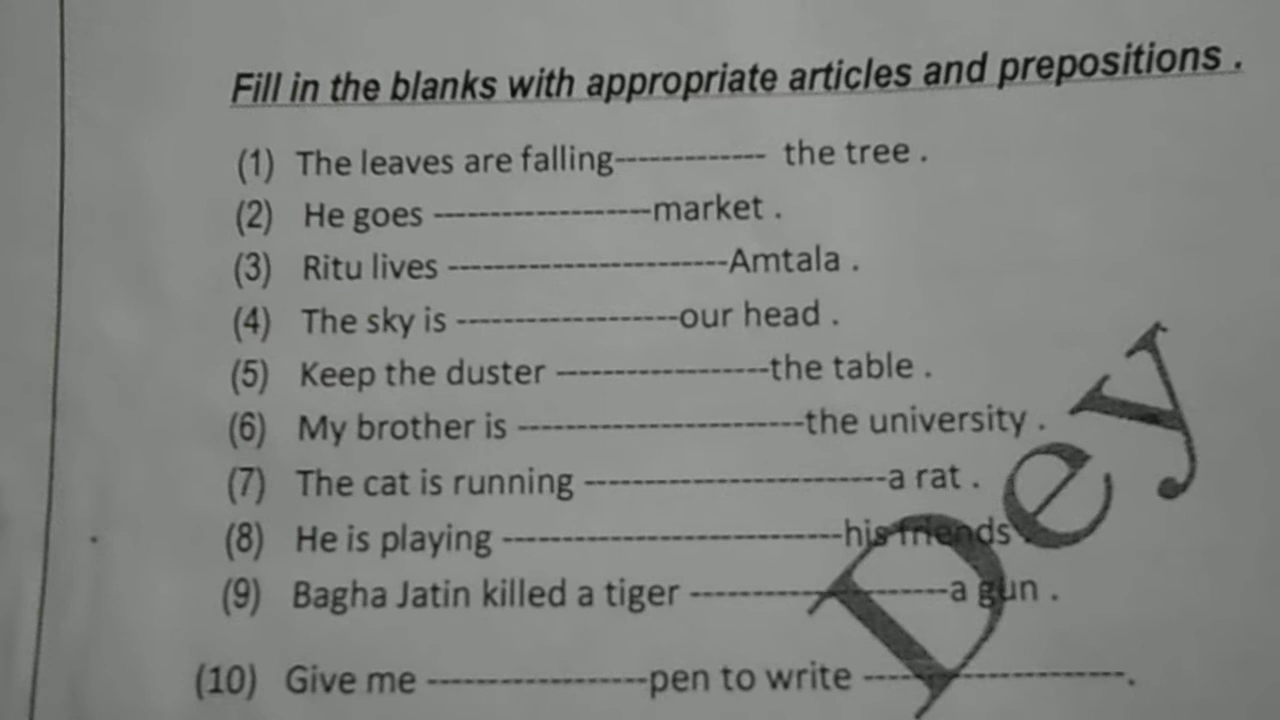 Fill in the blanks with appropriate articles and prepositions .
(1) The leaves are falling------------- the tree .
(2) He goes -------------------market .
(3) Ritu lives -------------------------Amtala .
(4) The sky is --------------------our head .
(5) Keep the duster -------------------the table .
(6) My brother is --------------------------the university .
(7) The cat is running ---------------------------a rat .
(8) He is playing ------------------------------his friends .
(9) Bagha Jatin killed a tiger -----------------------a gun .
(10) Give me --------------------pen to write -----------------------.
Dey